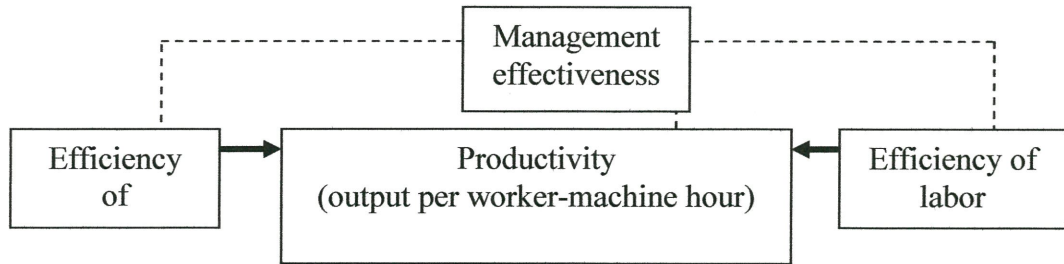 Management
effectiveness
Efficiency
of
Productivity
(output per worker-machine hour)
Efficiency of
labor